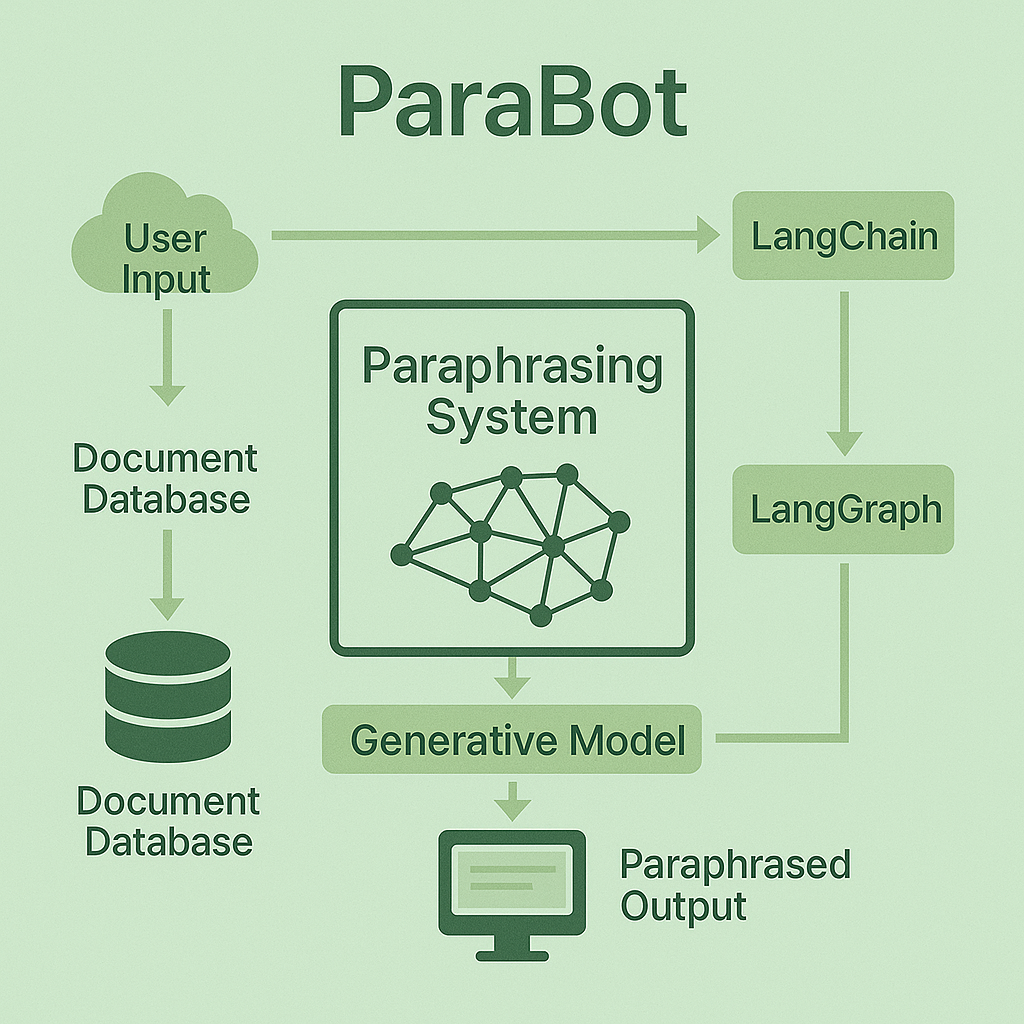 ParaBot
User
Input
LangChain
Paraphrasing
System
Document
Database
LangGraph
Generative Model
Document
Database
Paraphrased
Output